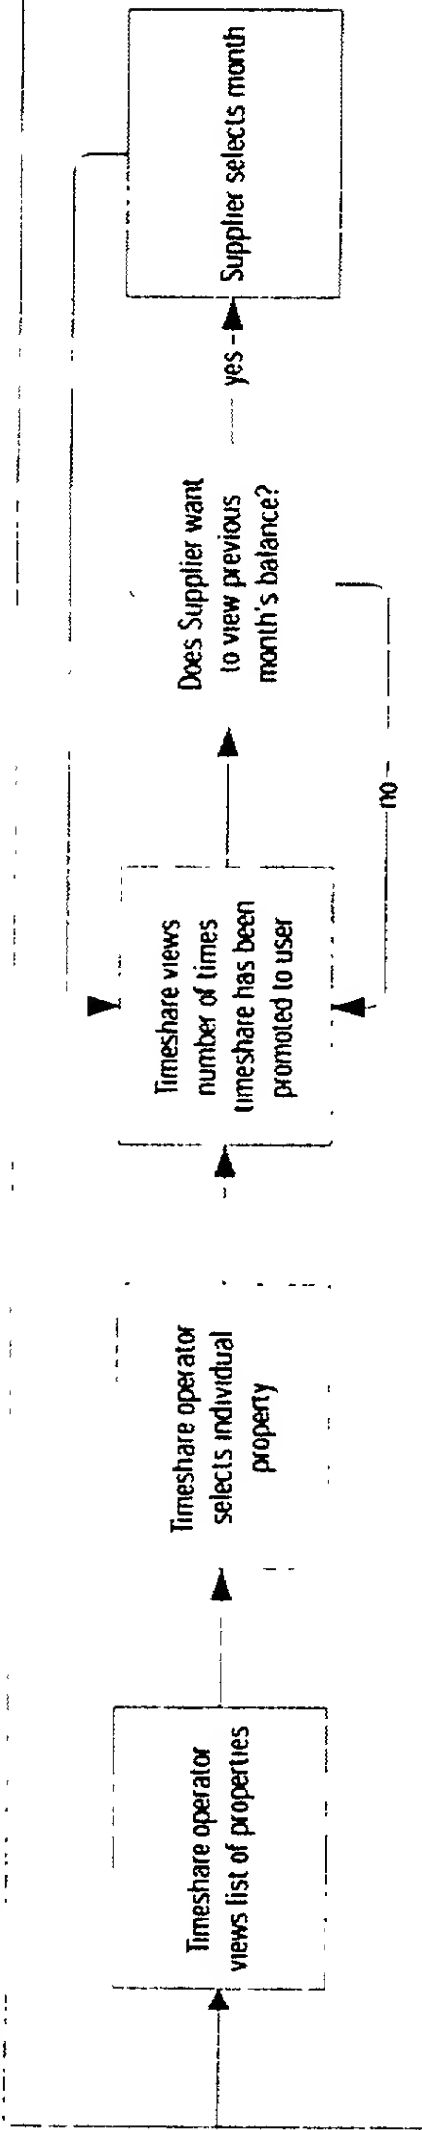 Timeshare operator
views list of properties
Timeshare operator
selects individual
property
Timeshare views
number of times
timeshare has been
promoted to user
Does Supplier want
to view previous
month's balance?
yes
no
Supplier selects month